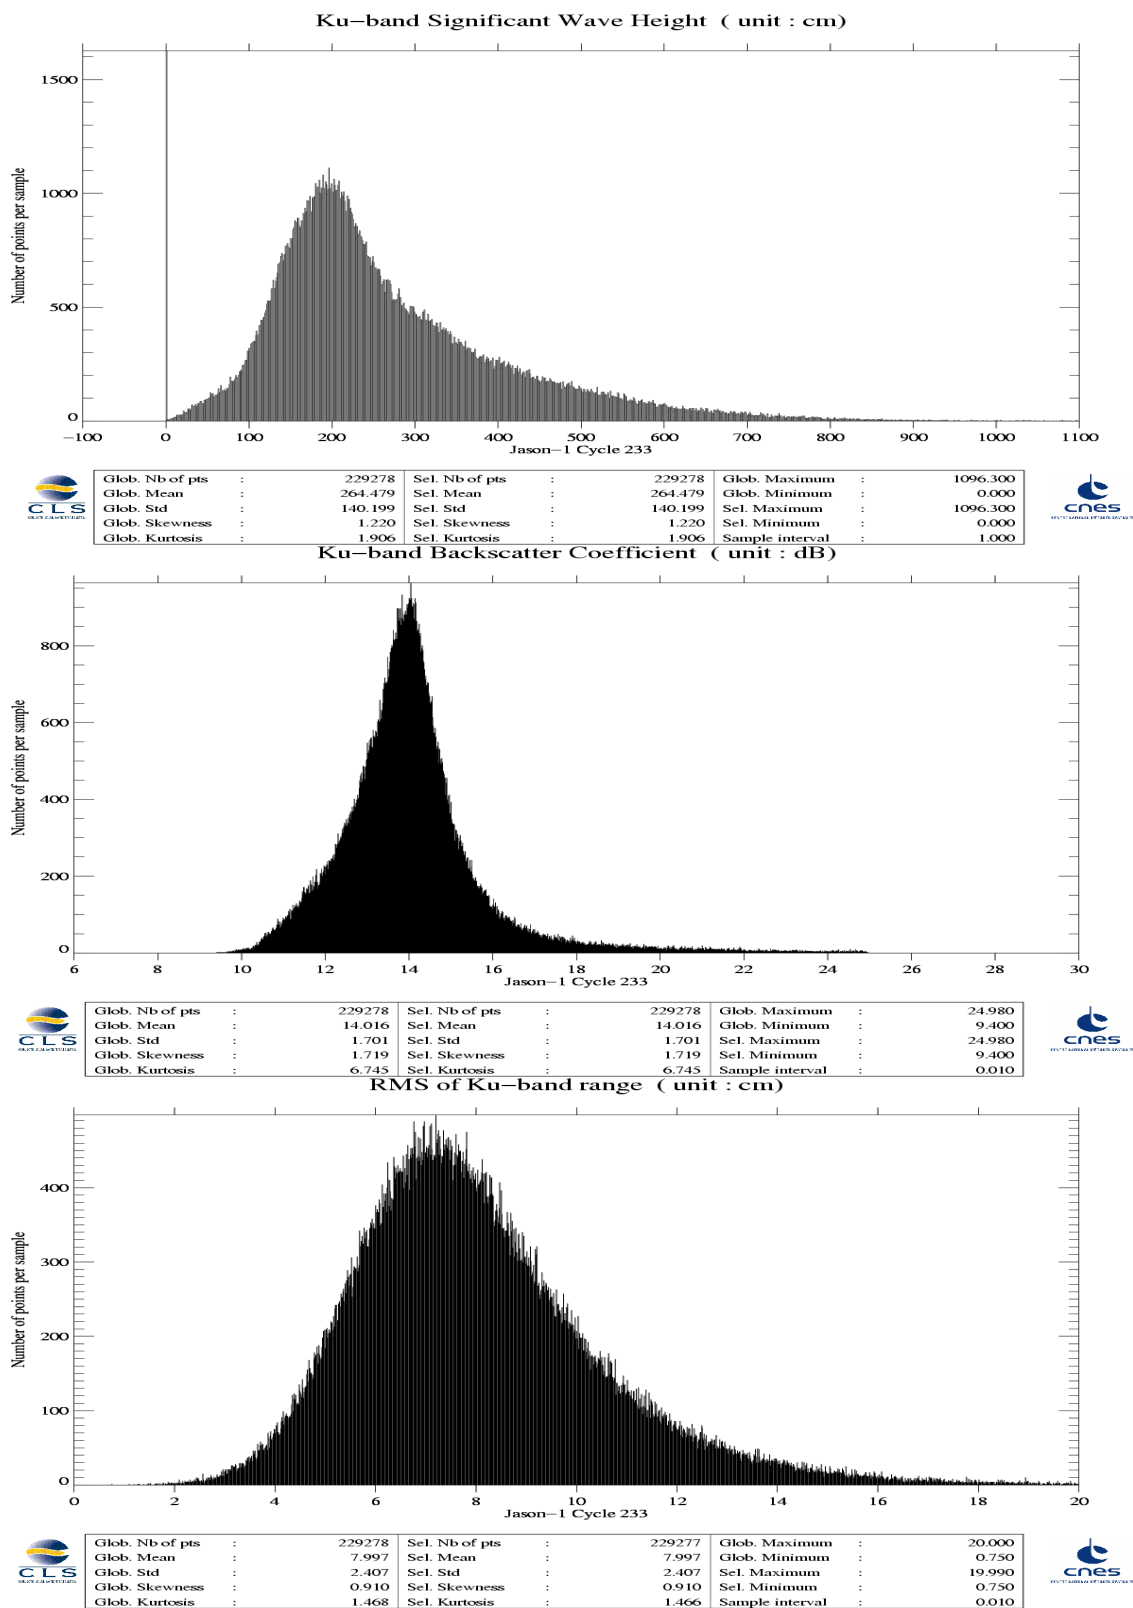 Ku−band Significant Wave Height ( unit : cm)
1500
1000
500
0
Number of points per sample
−100 0 100 200 300 400 500 600 700 800 900 1000 1100
Jason−1 Cycle 233
CLS
Glob. Nb of pts : 229278 Sel. Nb of pts : 229278 Glob. Maximum : 1096.300
Glob. Mean : 264.479 Sel. Mean : 264.479 Glob. Minimum : 0.000
Glob. Std : 140.199 Sel. Std : 140.199 Sel. Maximum : 1096.300
Glob. Skewness : 1.220 Sel. Skewness : 1.220 Sel. Minimum : 0.000
Glob. Kurtosis : 1.906 Sel. Kurtosis : 1.906 Sample interval : 1.000
cnes
Ku−band Backscatter Coefficient ( unit : dB)
800
600
400
200
0
Number of points per sample
6 8 10 12 14 16 18 20 22 24 26 28 30
Jason−1 Cycle 233
CLS
Glob. Nb of pts : 229278 Sel. Nb of pts : 229278 Glob. Maximum : 24.980
Glob. Mean : 14.016 Sel. Mean : 14.016 Glob. Minimum : 9.400
Glob. Std : 1.701 Sel. Std : 1.701 Sel. Maximum : 24.980
Glob. Skewness : 1.719 Sel. Skewness : 1.719 Sel. Minimum : 9.400
Glob. Kurtosis : 6.745 Sel. Kurtosis : 6.745 Sample interval : 0.010
cnes
RMS of Ku−band range ( unit : cm)
400
300
200
100
0
Number of points per sample
0 2 4 6 8 10 12 14 16 18 20
Jason−1 Cycle 233
CLS
Glob. Nb of pts : 229278 Sel. Nb of pts : 229277 Glob. Maximum : 20.000
Glob. Mean : 7.997 Sel. Mean : 7.997 Glob. Minimum : 0.750
Glob. Std : 2.407 Sel. Std : 2.407 Sel. Maximum : 19.990
Glob. Skewness : 0.910 Sel. Skewness : 0.910 Sel. Minimum : 0.750
Glob. Kurtosis : 1.468 Sel. Kurtosis : 1.466 Sample interval : 0.010
cnes